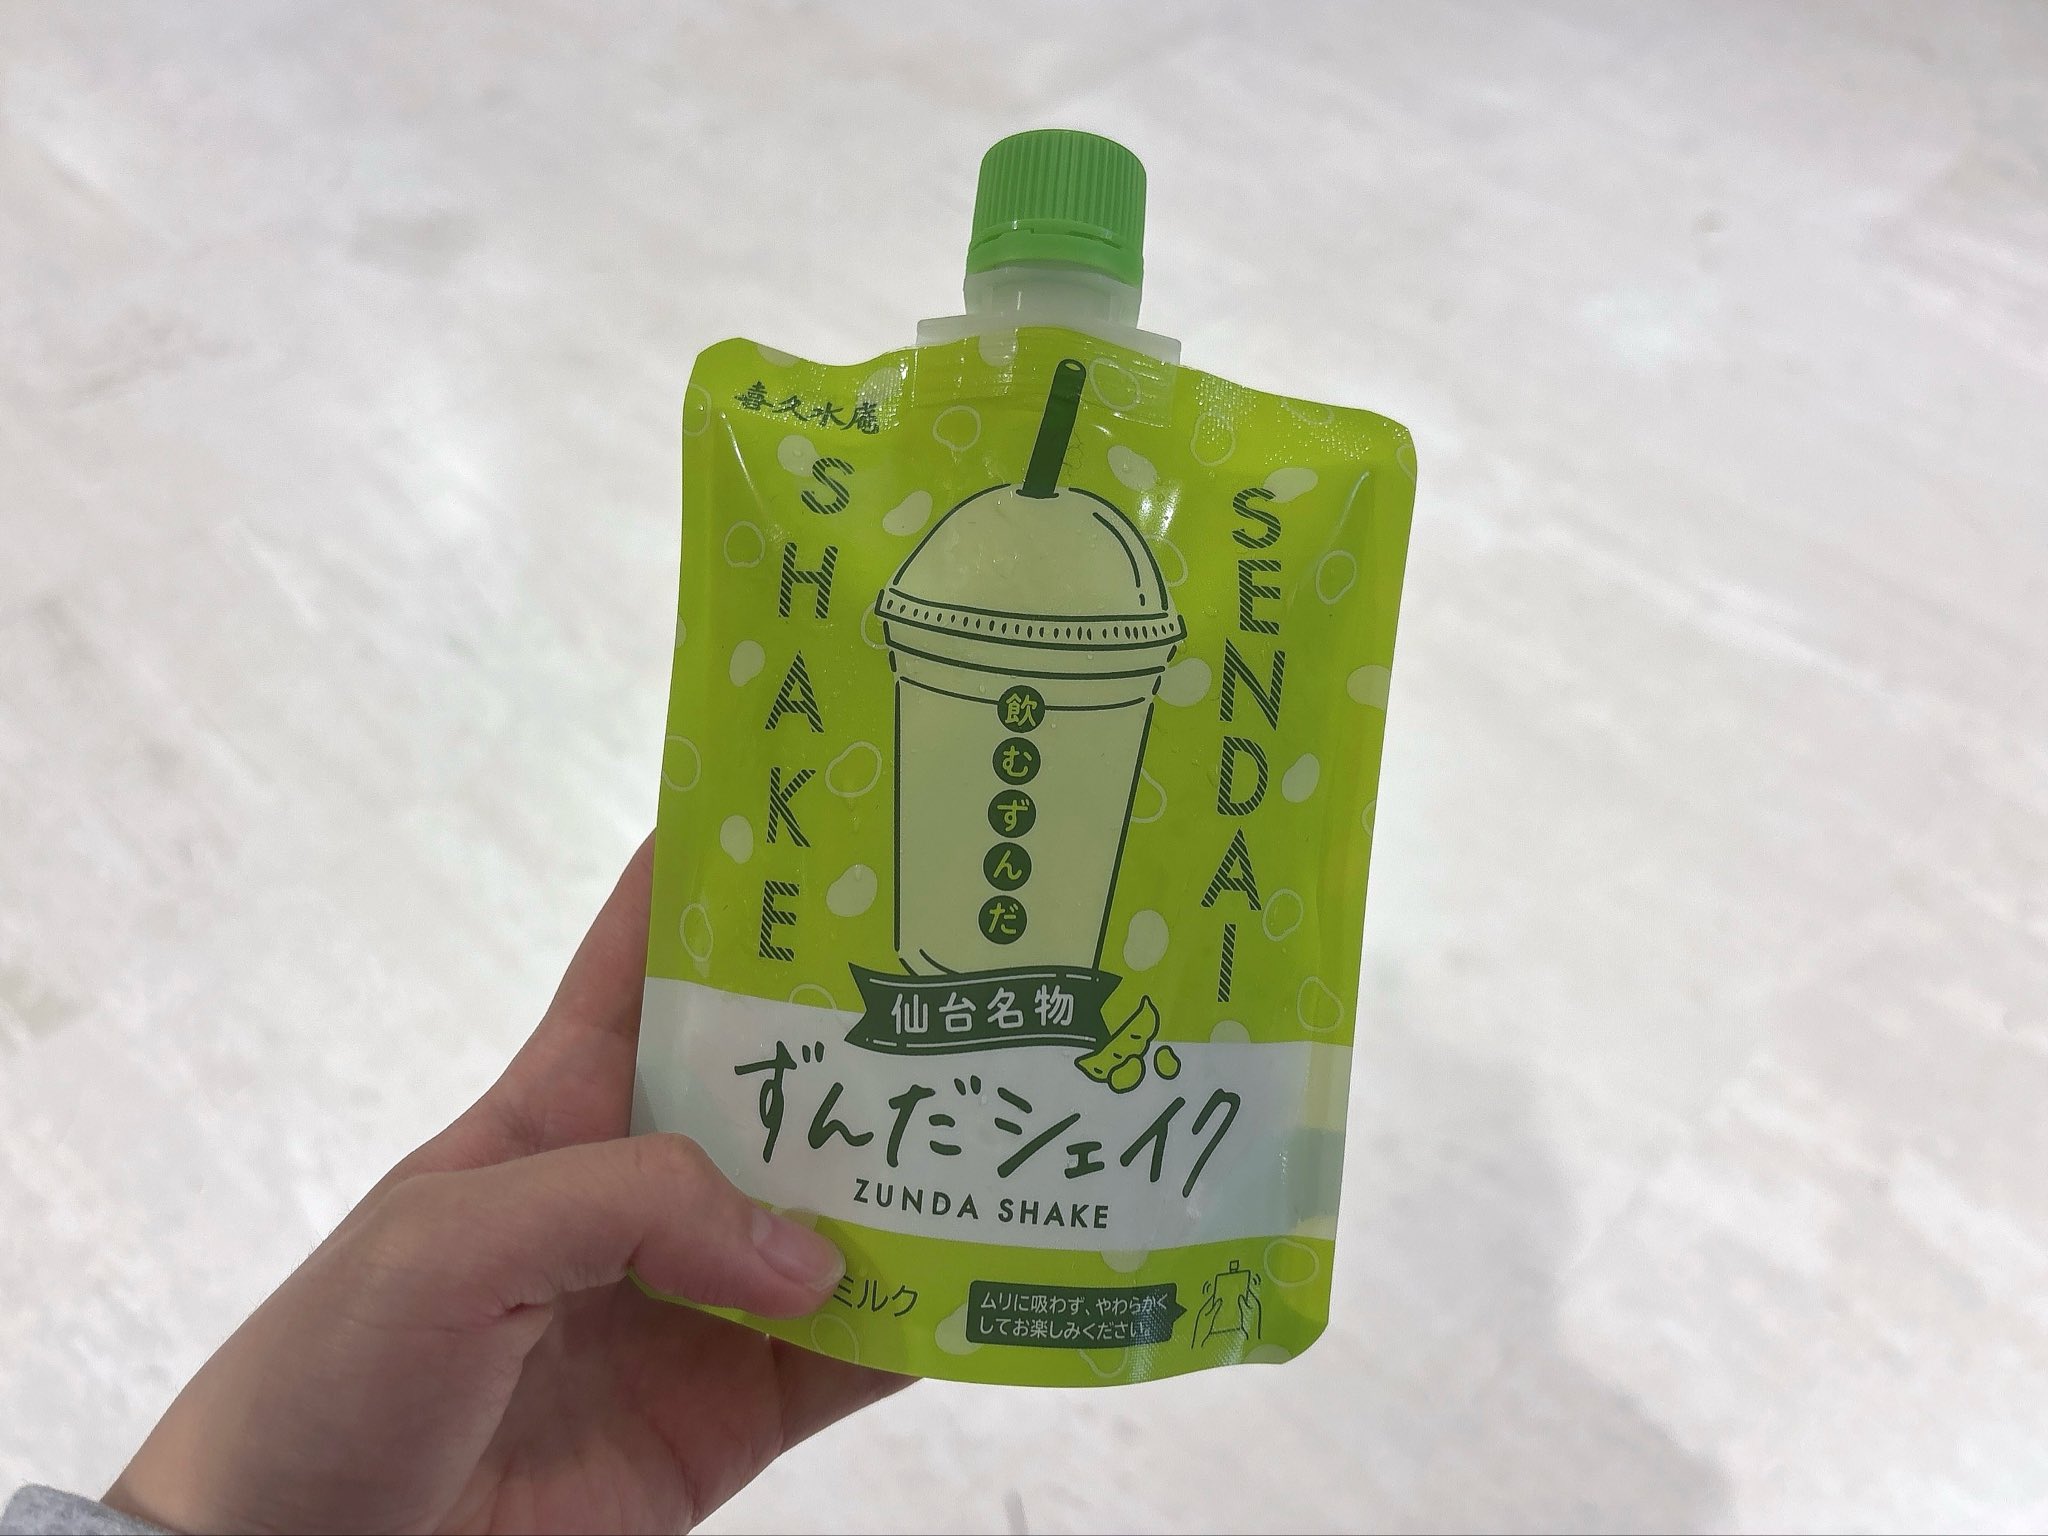 喜久水庵
SHAKE
SENDAI
飲むずんだ
仙台名物
ずんだシェイク
ZUNDA SHAKE
ミルク
ムリに吸わず、やわらかく
してお楽しみください。